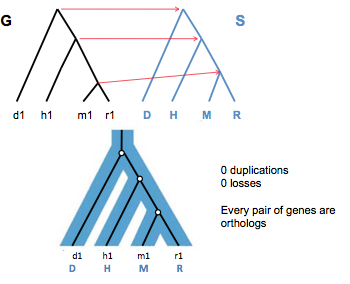 G S
d1 h1 m1 r1 D H M R
0 duplications
0 losses
Every pair of genes are
orthologs
d1 h1 m1 r1
D H M R